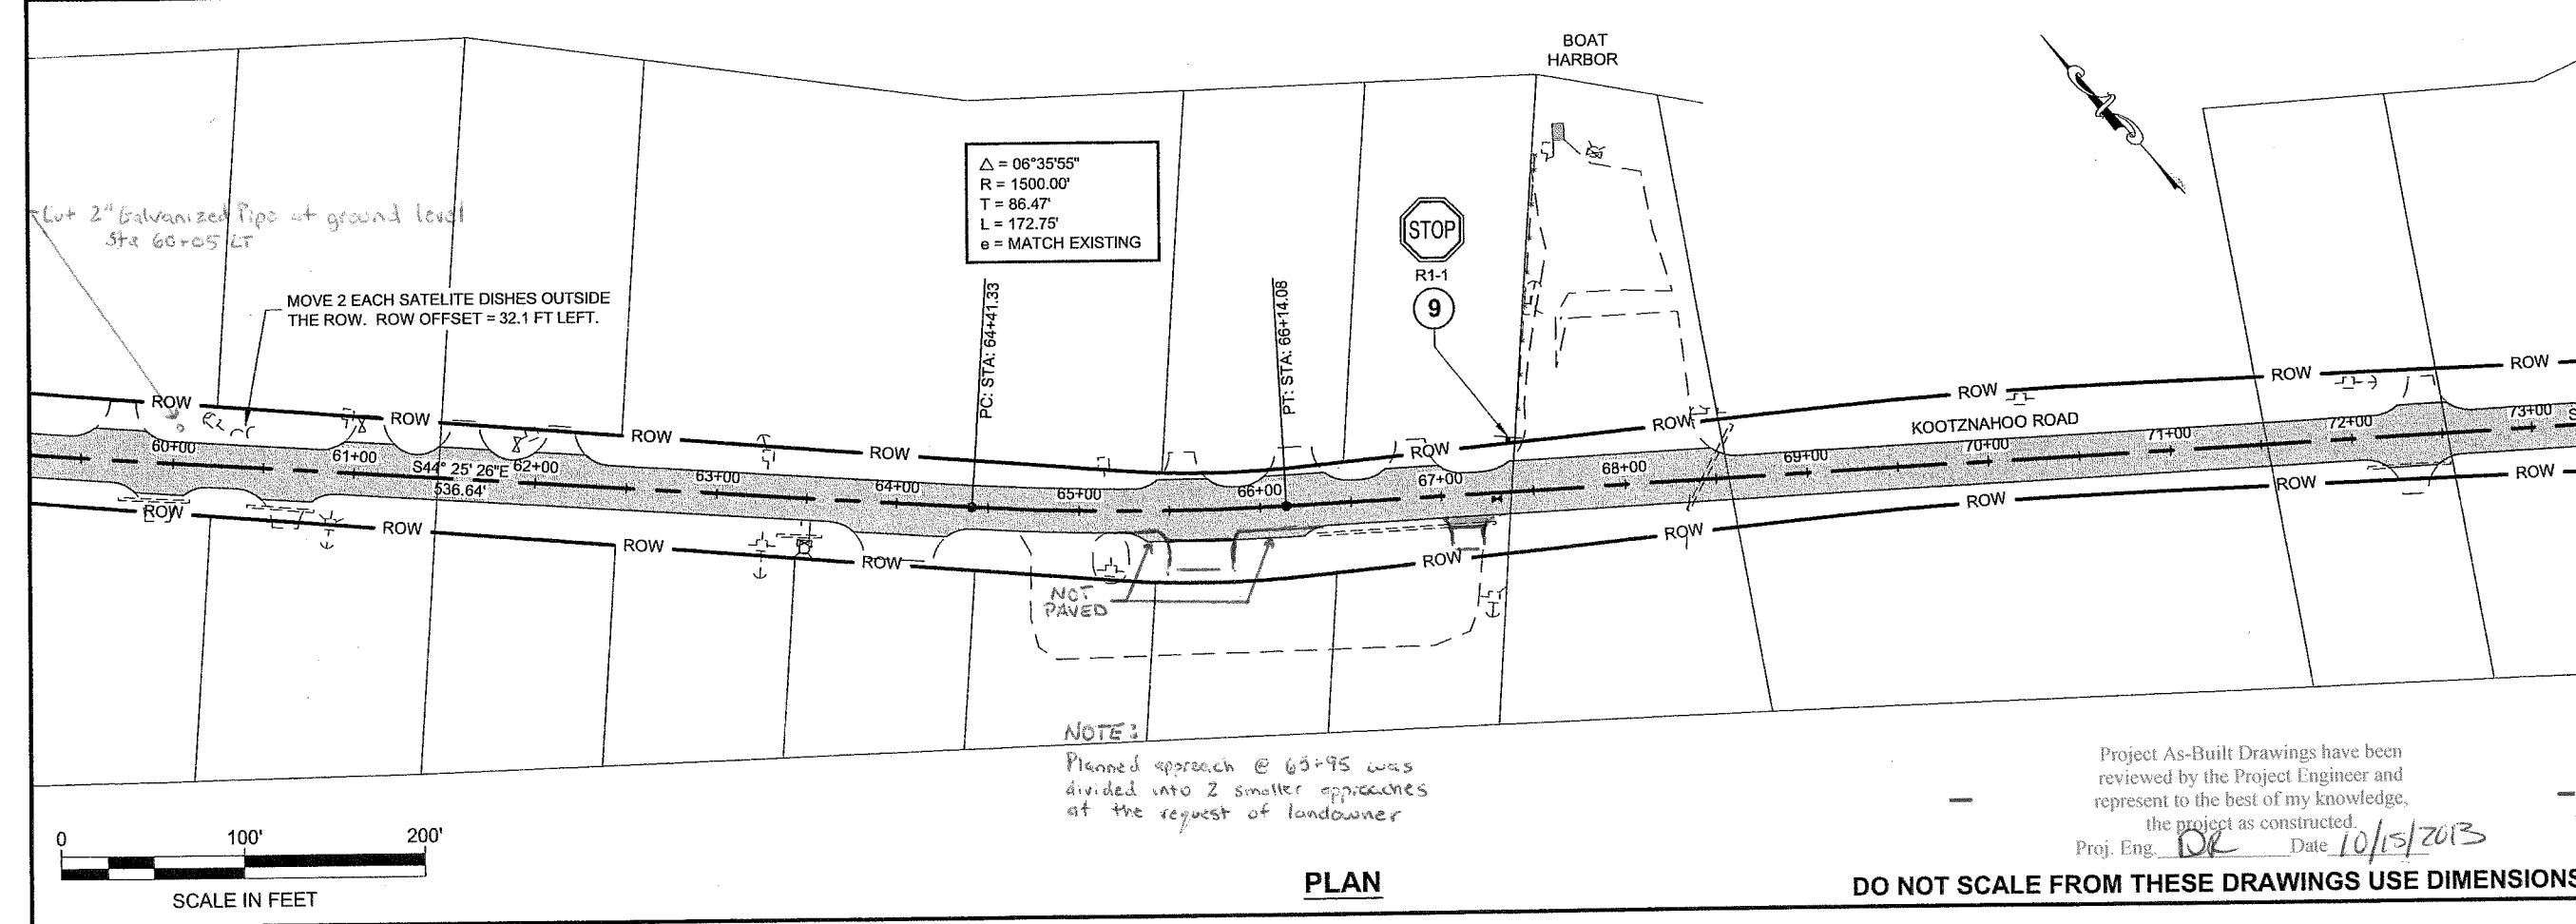 BOAT
HARBOR
△ = 06°35'55"
R = 1500.00'
T = 86.47'
L = 172.75'
e = MATCH EXISTING
Cut 2" Galvanized Pipe at ground level
Sta 60+05 LT
MOVE 2 EACH SATELITE DISHES OUTSIDE
THE ROW. ROW OFFSET = 32.1 FT LEFT.
PC: STA: 64+41.33
PT: STA: 66+14.08
STOP
R1-1
9
ROW
ROW
ROW
ROW
ROW
ROW
ROW
ROW
ROW
KOOTZNAHOO ROAD
60+00
61+00
S44° 25' 26"E
536.64'
62+00
63+00
64+00
65+00
66+00
67+00
68+00
69+00
70+00
71+00
72+00
73+00
S
ROW
ROW
ROW
ROW
ROW
ROW
ROW
ROW
ROW
NOT
PAVED
NOTE:
Planned approach @ 65+95 was
divided into 2 smaller approaches
at the request of landowner
Project As-Built Drawings have been
reviewed by the Project Engineer and
represent to the best of my knowledge,
the project as constructed.
Proj. Eng. DR Date 10/15/2013
0 100' 200'
SCALE IN FEET
PLAN
DO NOT SCALE FROM THESE DRAWINGS USE DIMENSIONS